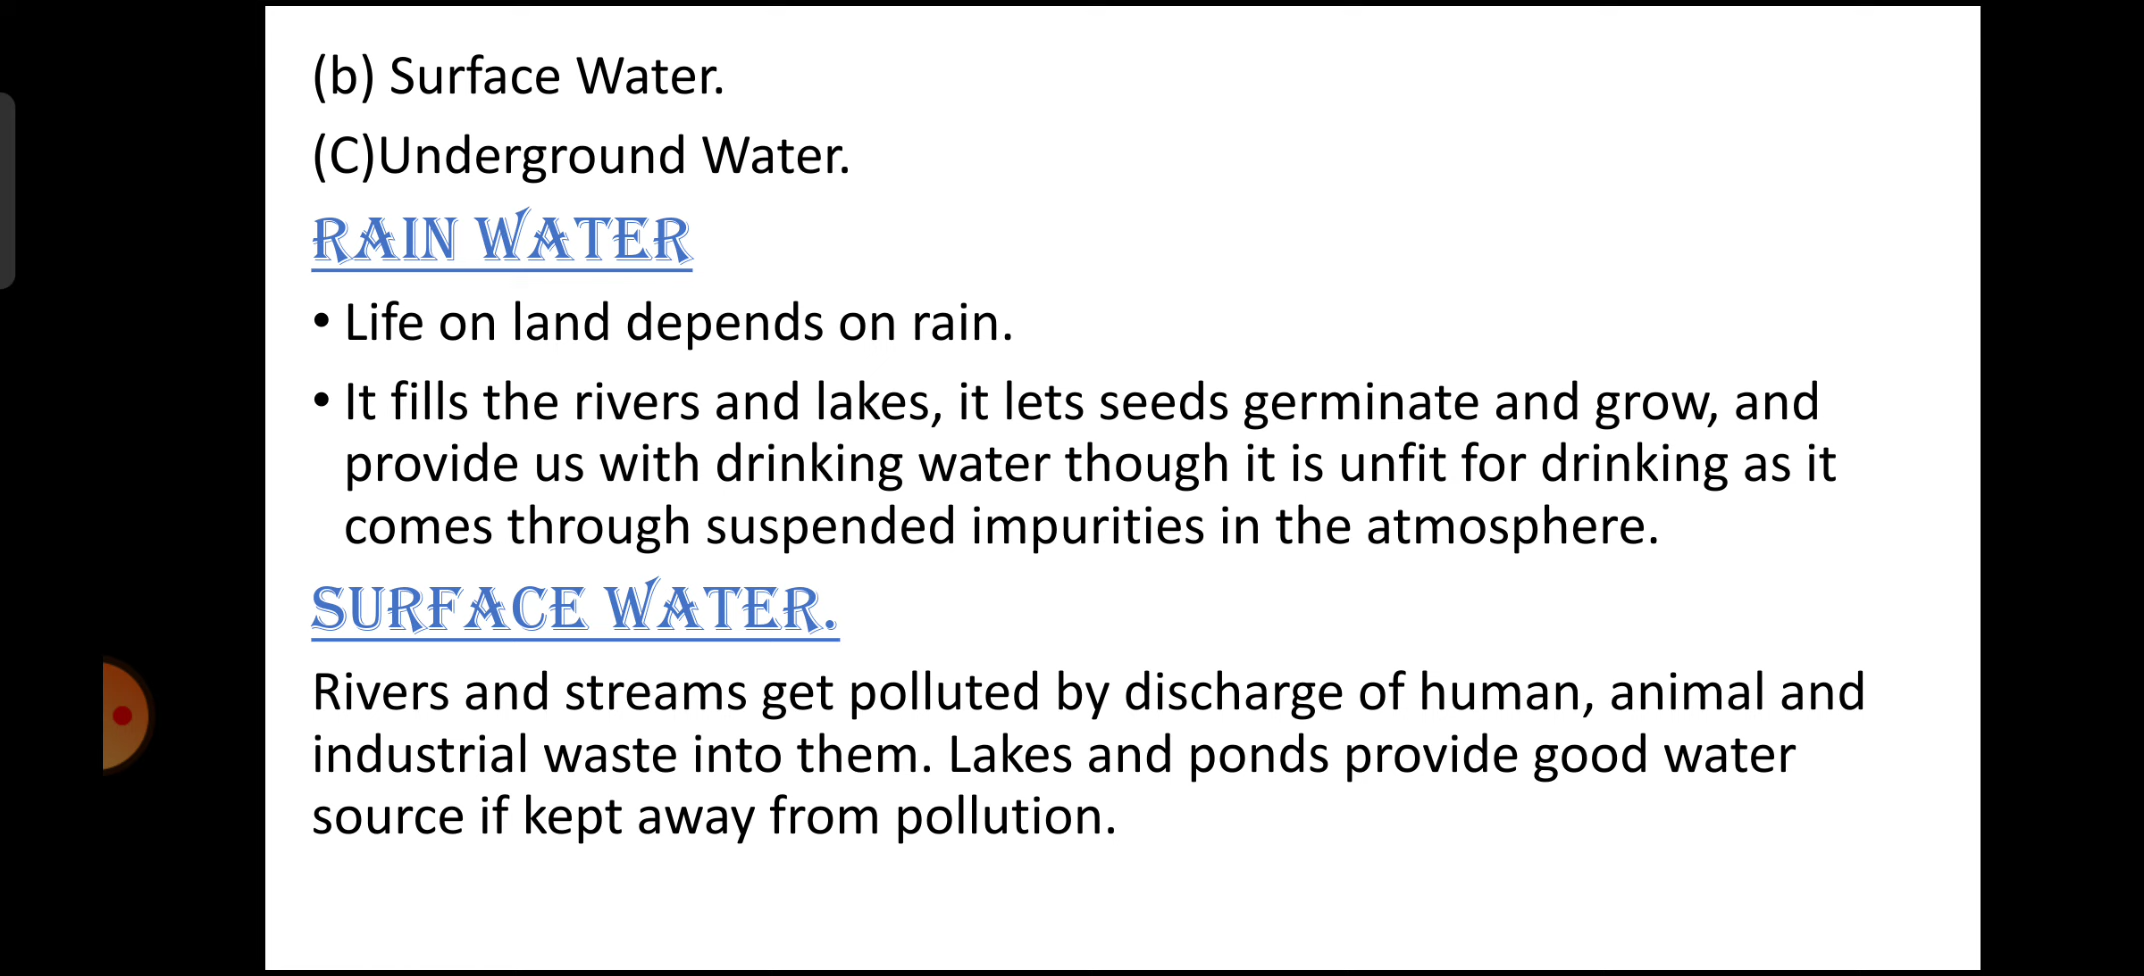 (b) Surface Water.
(C)Underground Water.
RAIN WATER
• Life on land depends on rain.
• It fills the rivers and lakes, it lets seeds germinate and grow, and
provide us with drinking water though it is unfit for drinking as it
comes through suspended impurities in the atmosphere.
SURFACE WATER.
Rivers and streams get polluted by discharge of human, animal and
industrial waste into them. Lakes and ponds provide good water
source if kept away from pollution.